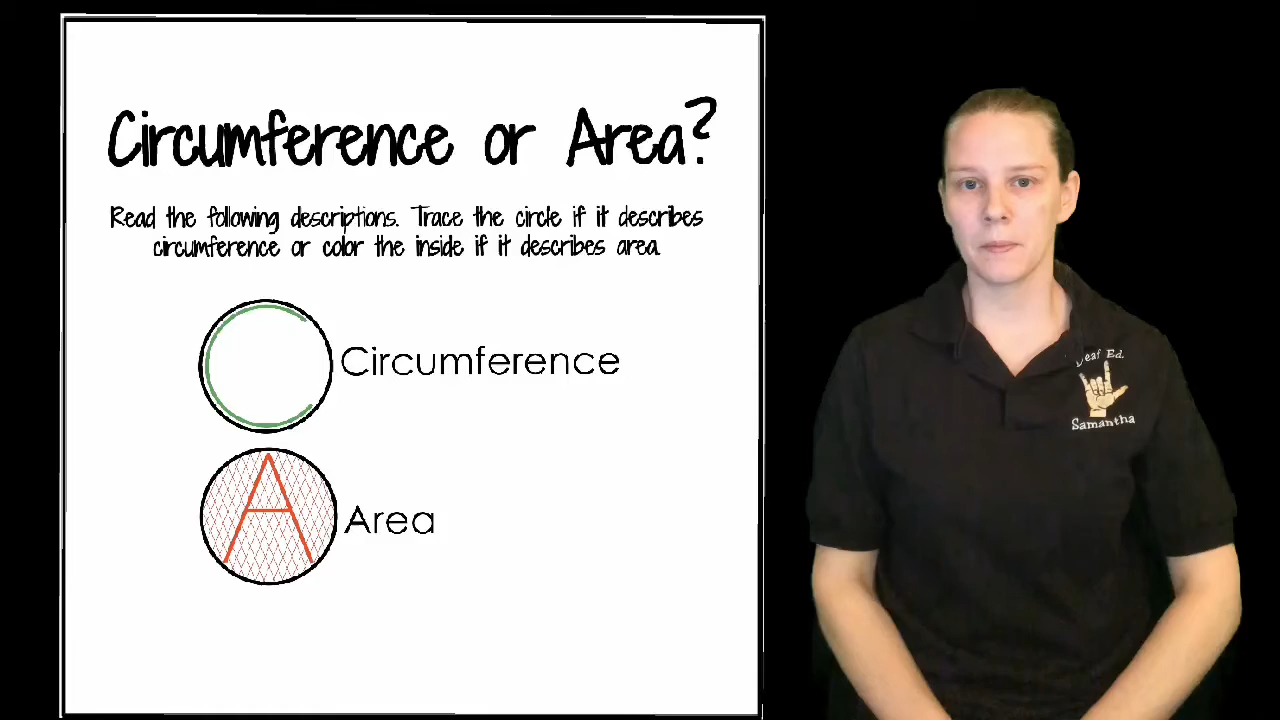 Circumference or Area?
Read the following descriptions. Trace the circle if it describes
circumference or color the inside if it describes area.
Circumference
A
Area
Deaf Ed.
Samantha